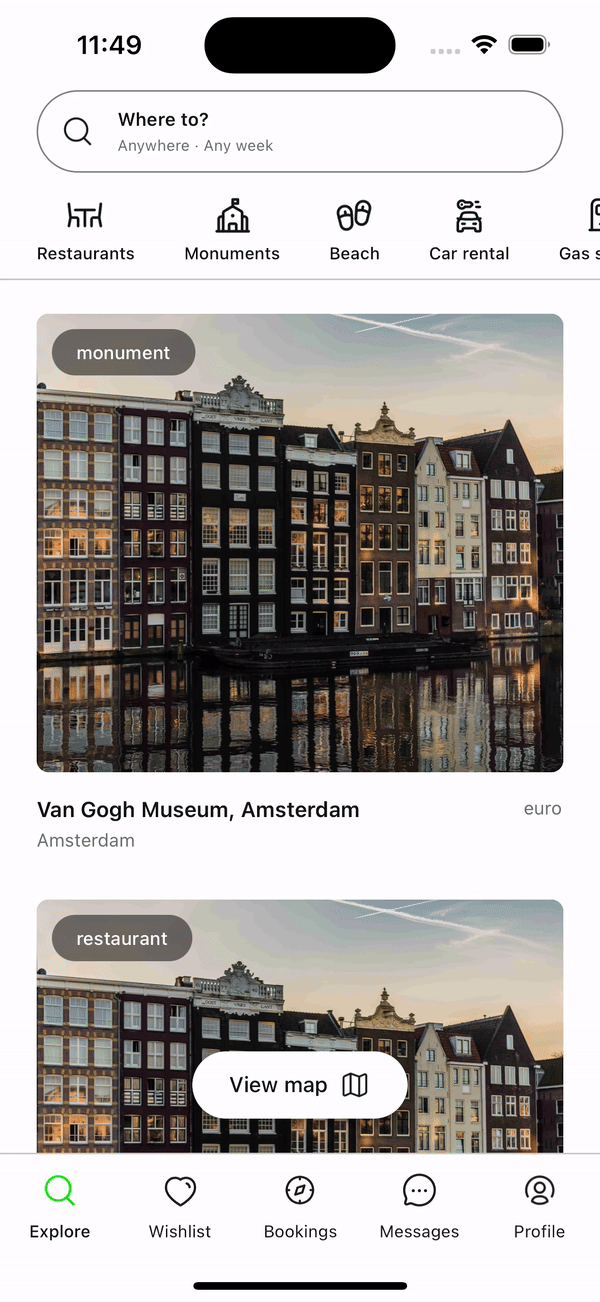 11:49
Where to?
Anywhere · Any week
Restaurants
Monuments
Beach
Car rental
Gas s
monument
Van Gogh Museum, Amsterdam
euro
Amsterdam
restaurant
View map
Explore
Wishlist
Bookings
Messages
Profile